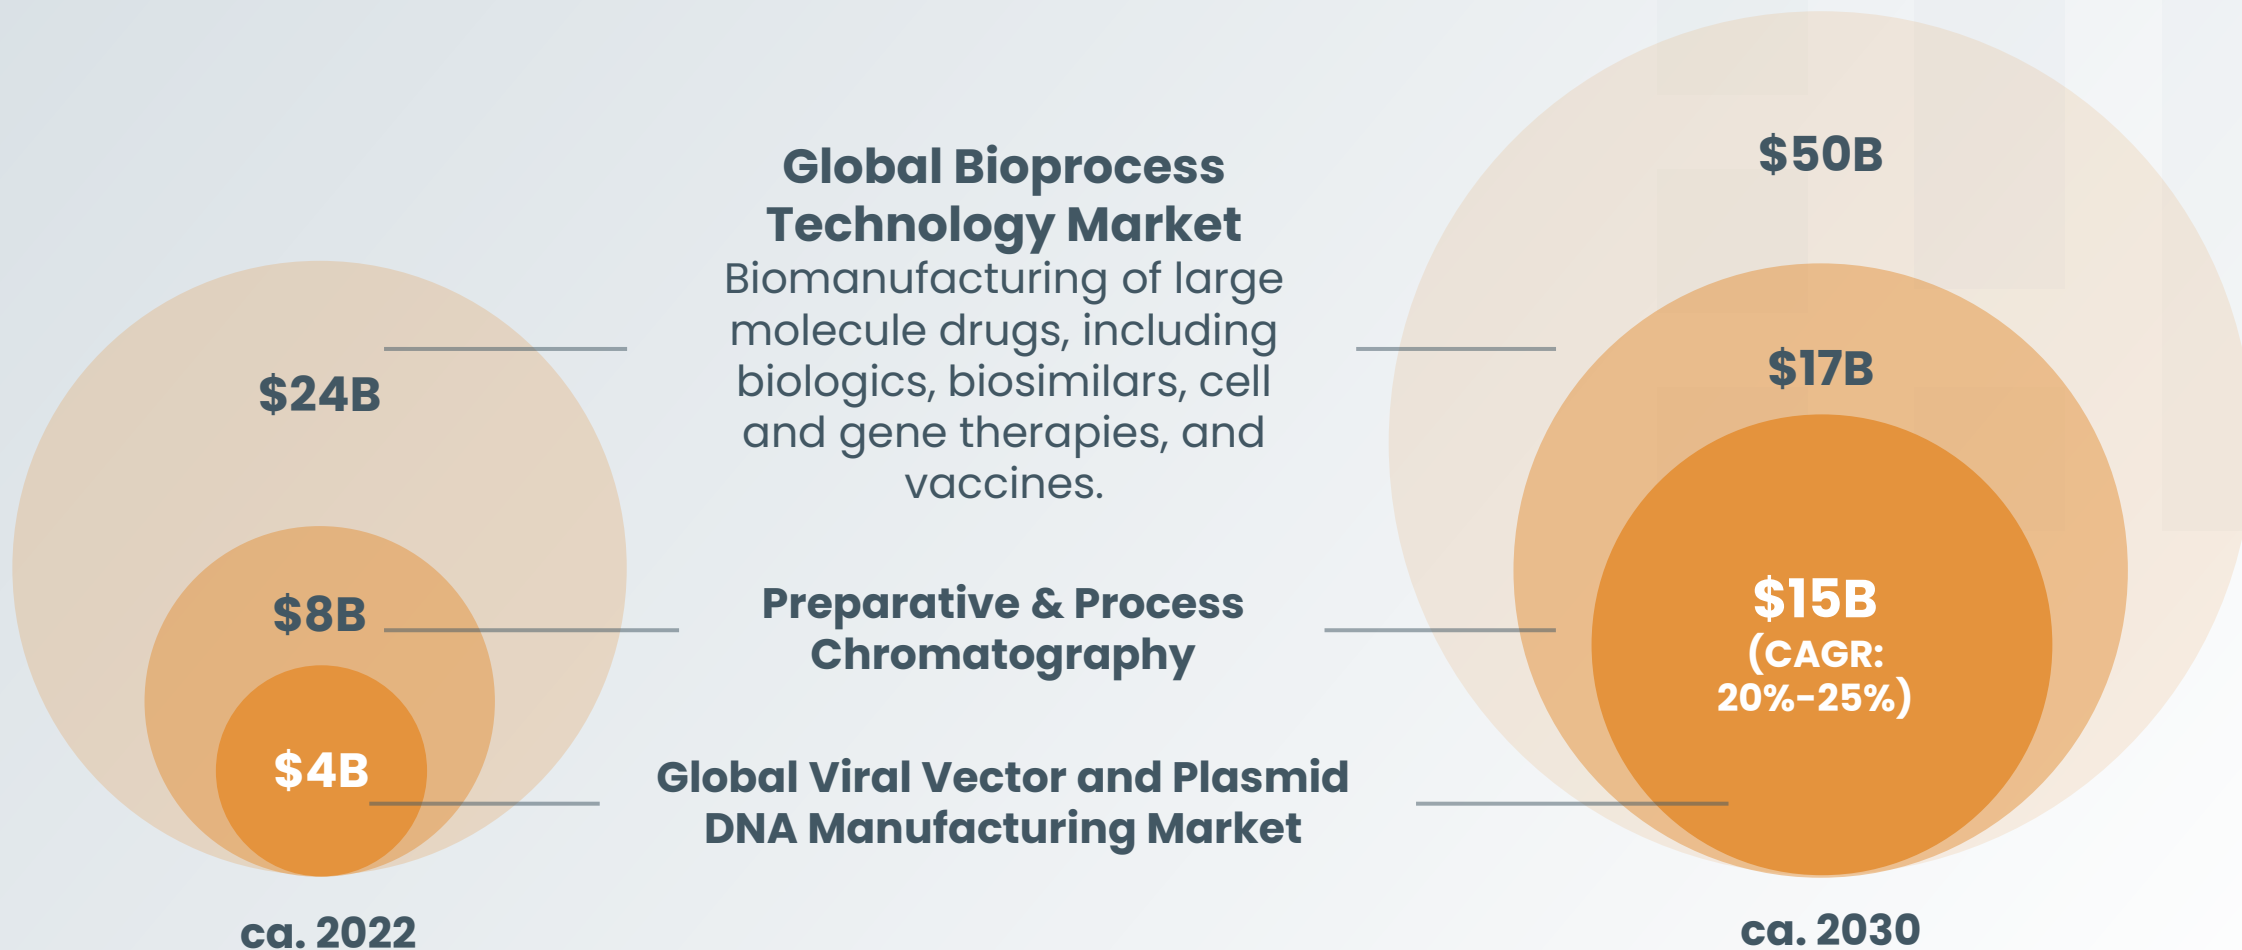 $24B
$8B
$4B
ca. 2022
Global Bioprocess
Technology Market
Biomanufacturing of large
molecule drugs, including
biologics, biosimilars, cell
and gene therapies, and
vaccines.
Preparative & Process
Chromatography
Global Viral Vector and Plasmid
DNA Manufacturing Market
$50B
$17B
$15B
(CAGR:
20%-25%)
ca. 2030